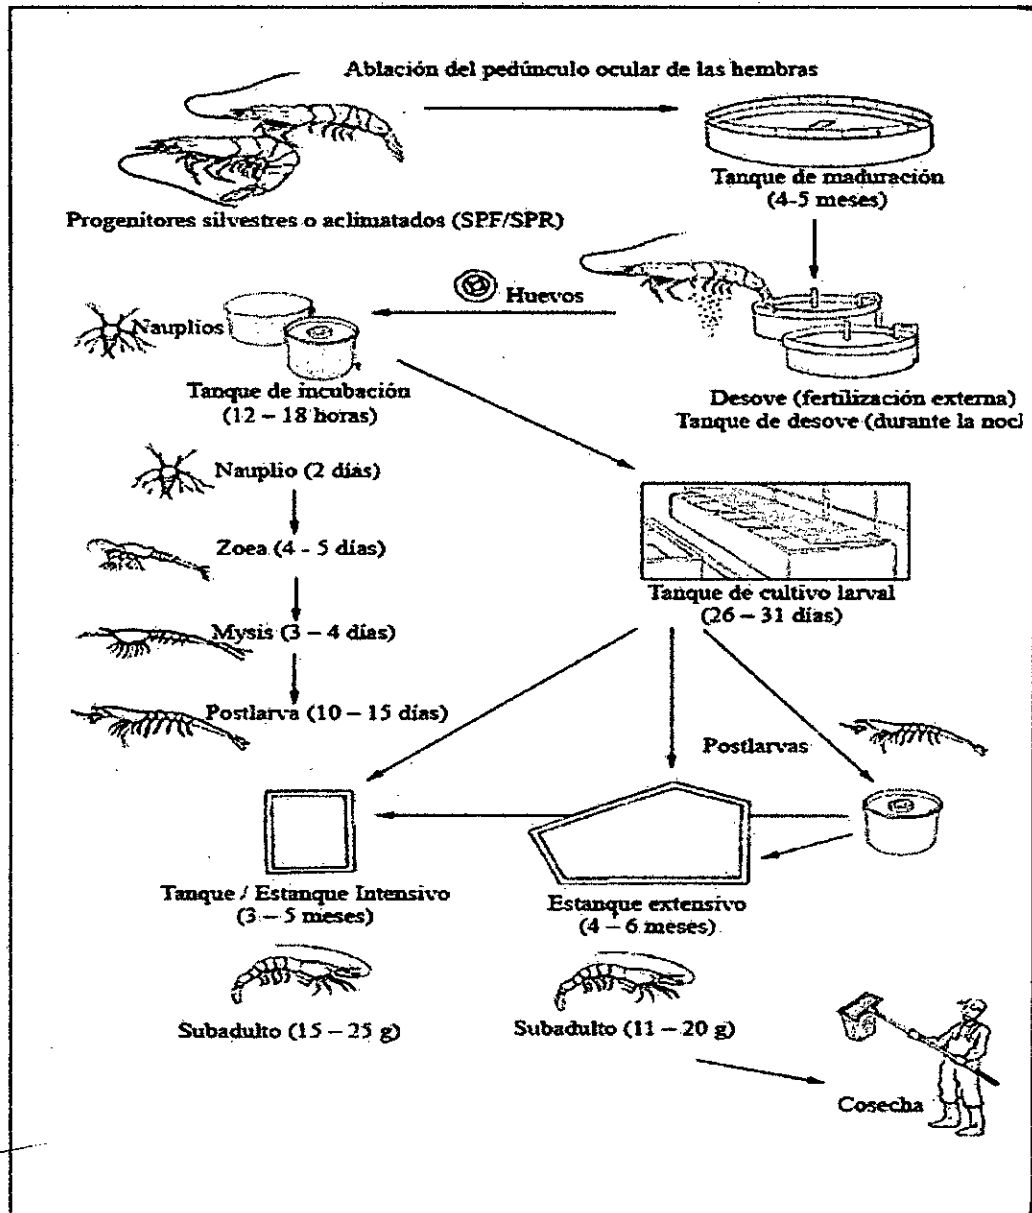 Ablación del pedúnculo ocular de las hembras
Tanque de maduración
(4-5 meses)
Progenitores silvestres o aclimatados (SPF/SPR)
Huevos
Nauplios
Tanque de incubación
(12 – 18 horas)
Desove (fertilización externa)
Tanque de desove (durante la nocl
Nauplio (2 días)
Zoea (4 - 5 días)
Tanque de cultivo larval
(26 – 31 días)
Mysis (3 – 4 días)
Postlarva (10 – 15 días)
Postlarvas
Tanque / Estanque Intensivo
(3 – 5 meses)
Estanque extensivo
(4 – 6 meses)
Subadulto (15 – 25 g)
Subadulto (11 – 20 g)
Cosecha